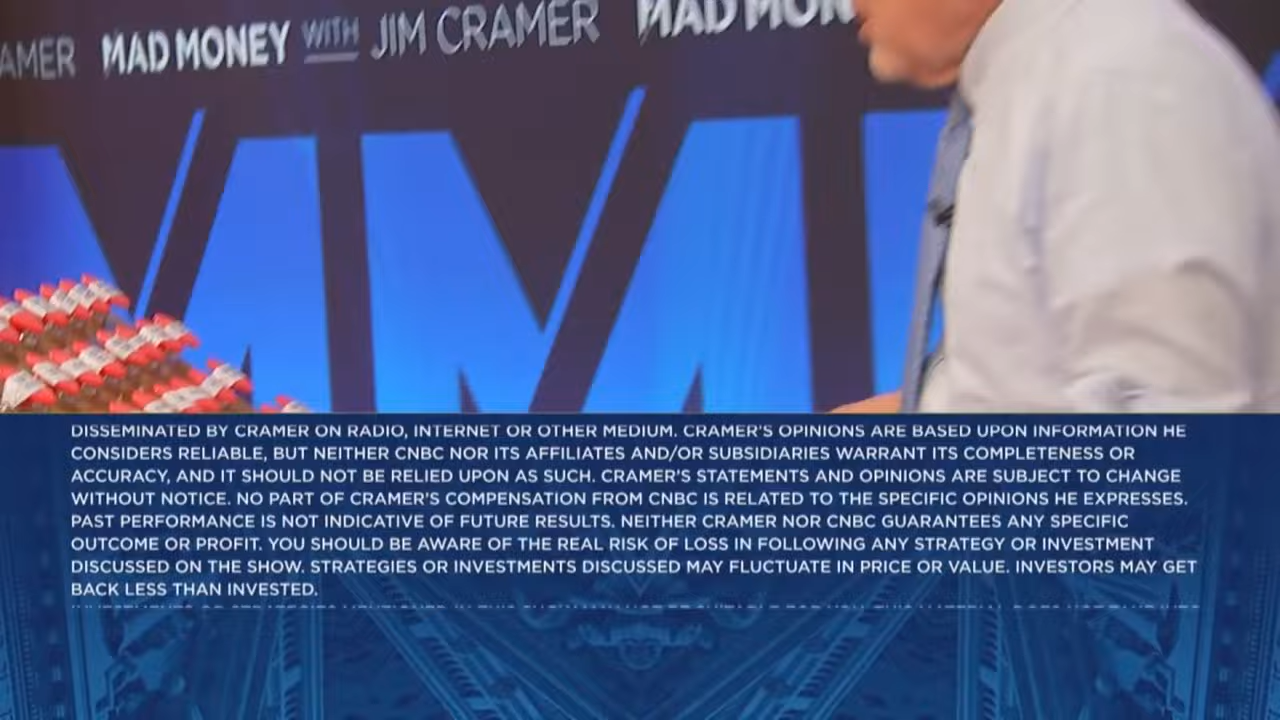 AMER MAD MONEY WITH JIM CRAMER MAD MON
DISSEMINATED BY CRAMER ON RADIO, INTERNET OR OTHER MEDIUM. CRAMER'S OPINIONS ARE BASED UPON INFORMATION HE
CONSIDERS RELIABLE, BUT NEITHER CNBC NOR ITS AFFILIATES AND/OR SUBSIDIARIES WARRANT ITS COMPLETENESS OR
ACCURACY, AND IT SHOULD NOT BE RELIED UPON AS SUCH. CRAMER'S STATEMENTS AND OPINIONS ARE SUBJECT TO CHANGE
WITHOUT NOTICE. NO PART OF CRAMER'S COMPENSATION FROM CNBC IS RELATED TO THE SPECIFIC OPINIONS HE EXPRESSES.
PAST PERFORMANCE IS NOT INDICATIVE OF FUTURE RESULTS. NEITHER CRAMER NOR CNBC GUARANTEES ANY SPECIFIC
OUTCOME OR PROFIT. YOU SHOULD BE AWARE OF THE REAL RISK OF LOSS IN FOLLOWING ANY STRATEGY OR INVESTMENT
DISCUSSED ON THE SHOW. STRATEGIES OR INVESTMENTS DISCUSSED MAY FLUCTUATE IN PRICE OR VALUE. INVESTORS MAY GET
BACK LESS THAN INVESTED.